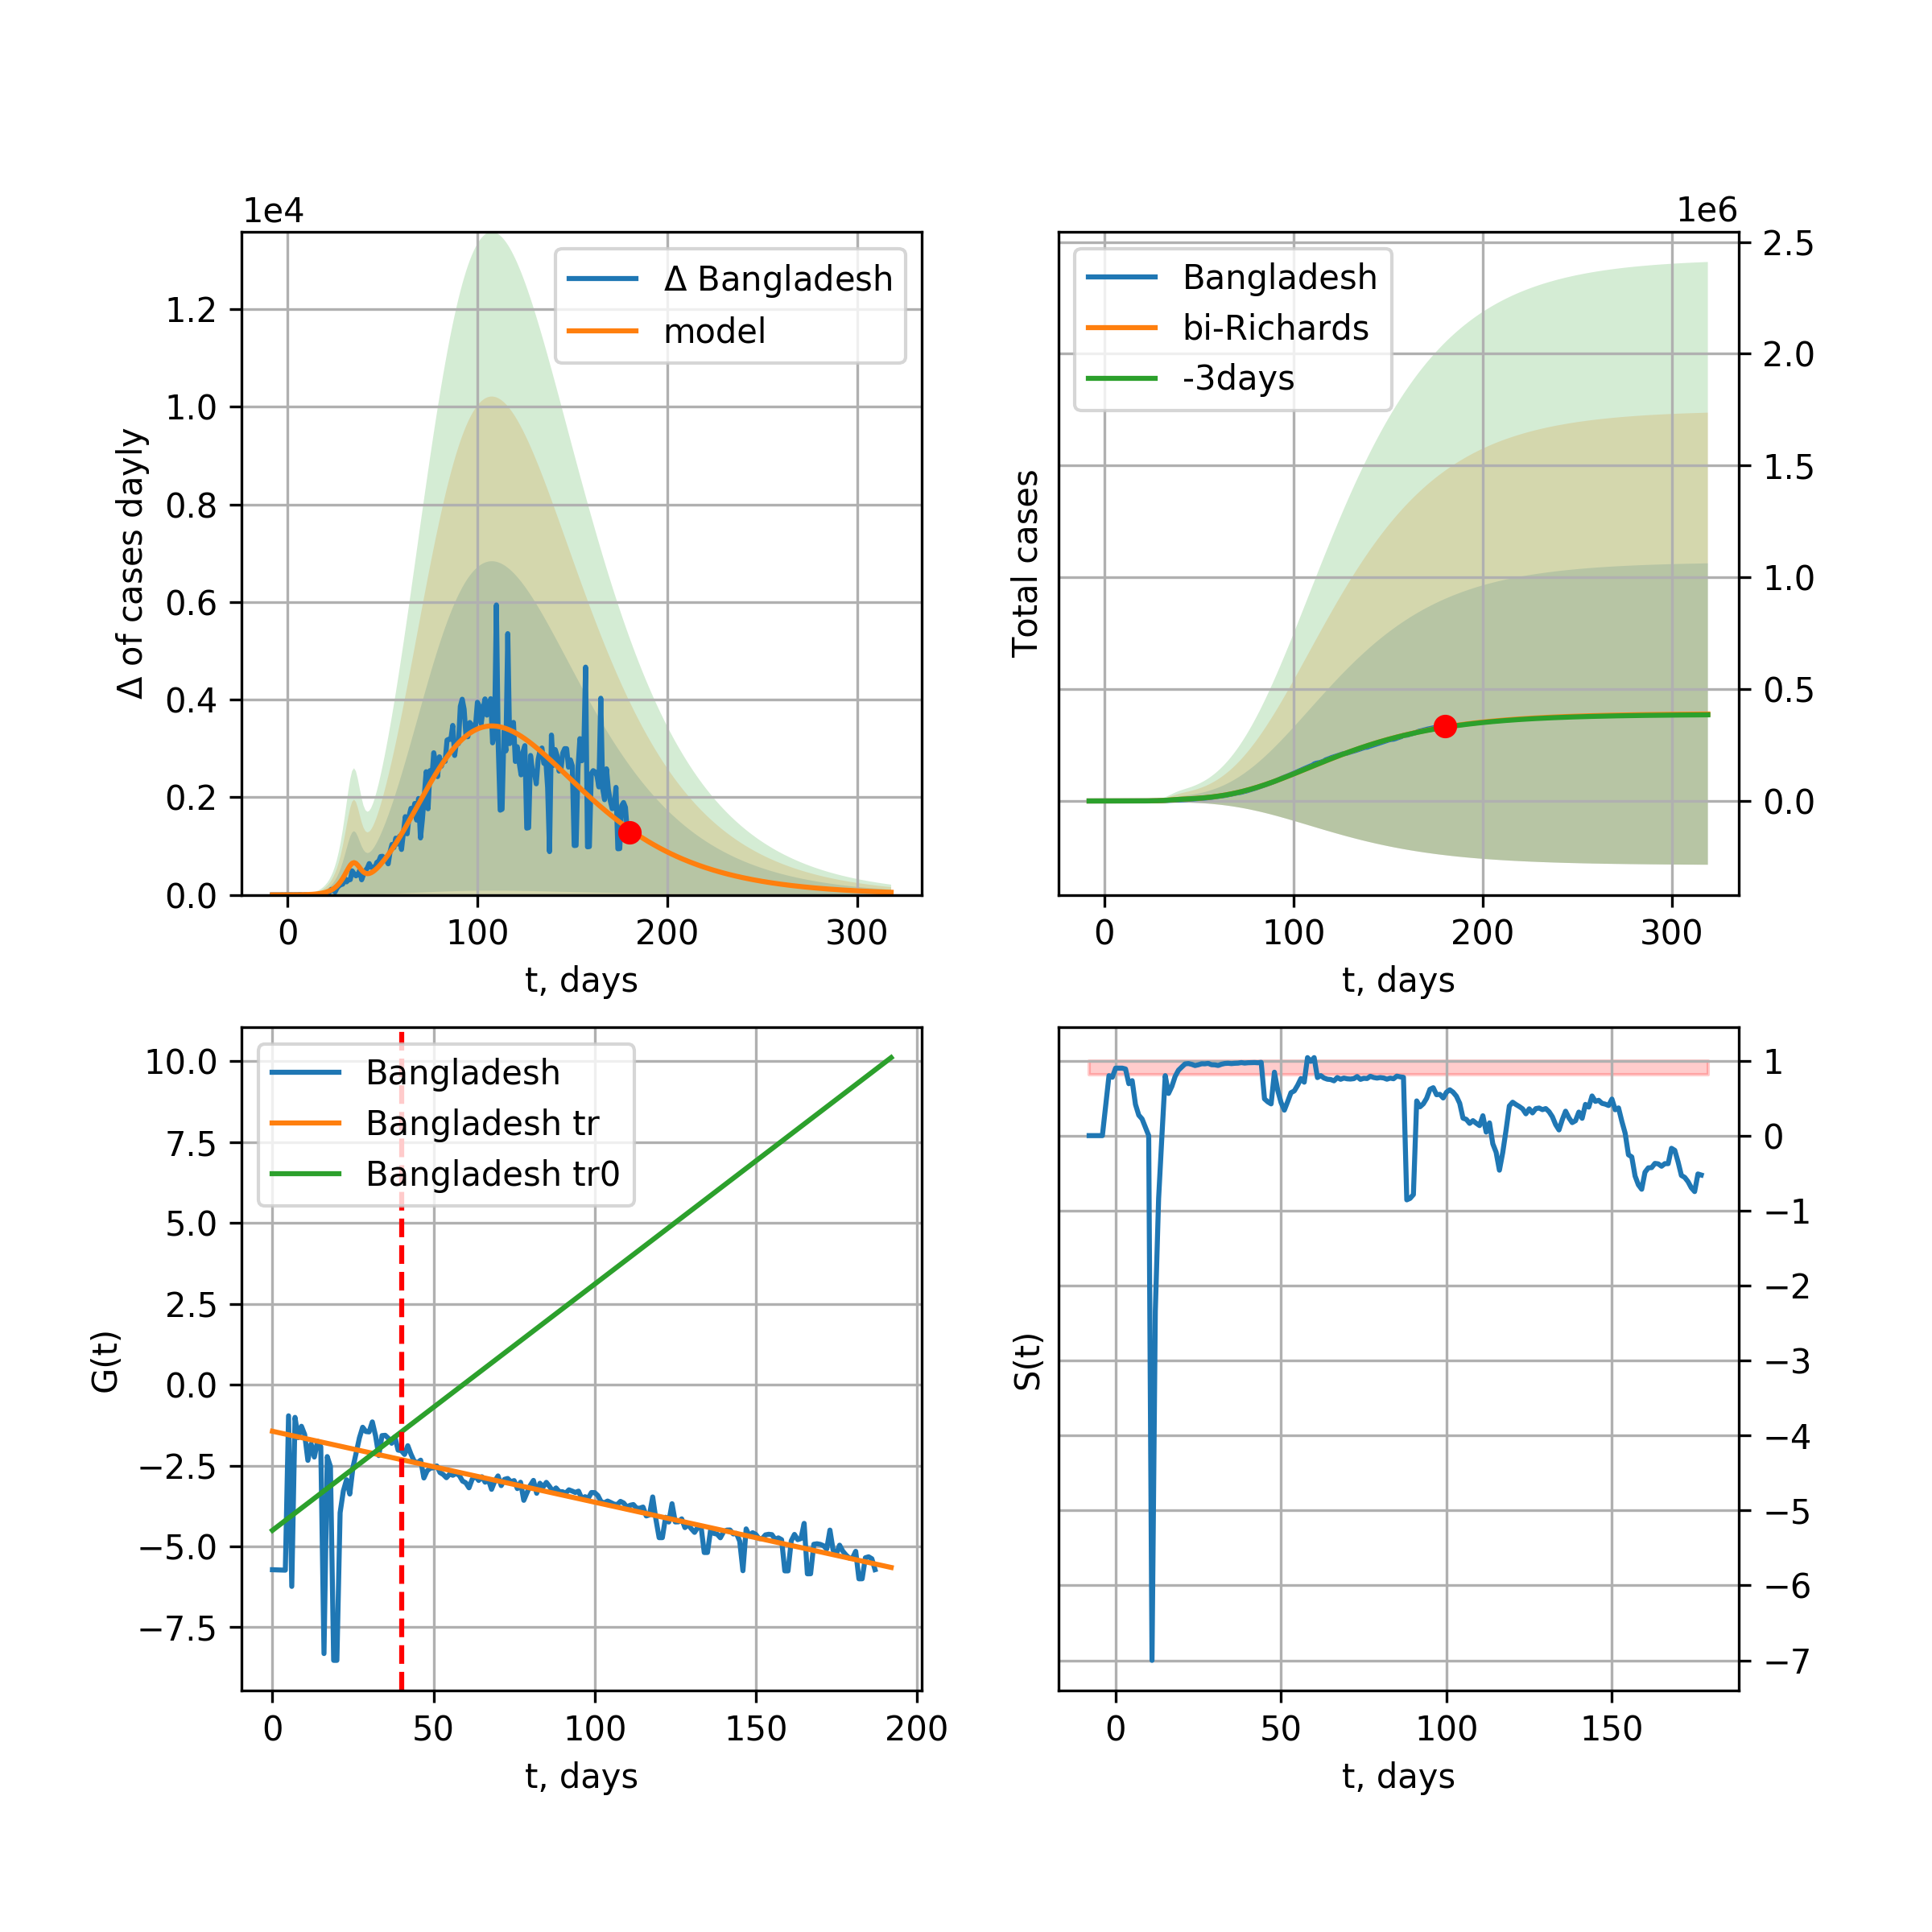 1e4
Δ Bangladesh
model
1.2
1.0
0.8
0.6
0.4
0.2
0.0
Δ of cases dayly
0 100 200 300
t, days
1e6
Bangladesh
bi-Richards
-3days
2.5
2.0
1.5
1.0
0.5
0.0
Total cases
0 100 200 300
t, days
Bangladesh
Bangladesh tr
Bangladesh tr0
10.0
7.5
5.0
2.5
0.0
−2.5
−5.0
−7.5
G(t)
0 50 100 150 200
t, days
1
0
−1
−2
−3
−4
−5
−6
−7
S(t)
0 50 100 150
t, days